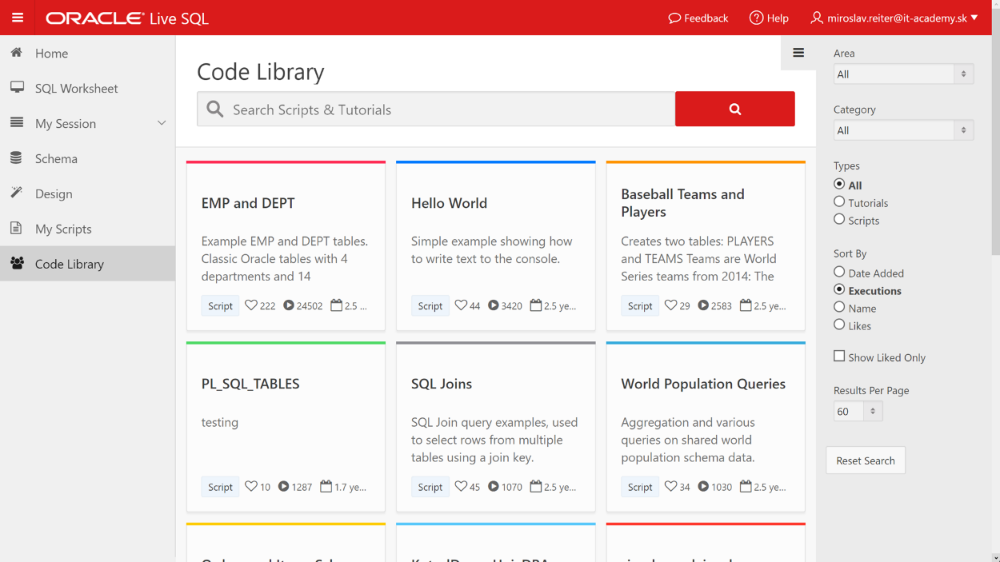 ORACLE® Live SQL
Feedback
Help
miroslav.reiter@it-academy.sk
Home
SQL Worksheet
My Session
Schema
Design
My Scripts
Code Library
Code Library
Search Scripts & Tutorials
EMP and DEPT
Example EMP and DEPT tables.
Classic Oracle tables with 4
departments and 14
Script 222 24502 2.5 ...
Hello World
Simple example showing how
to write text to the console.
Script 44 3420 2.5 ye...
Baseball Teams and
Players
Creates two tables: PLAYERS
and TEAMS Teams are World
Series teams from 2014: The
Script 29 2583 2.5 ye...
PL_SQL_TABLES
testing
Script 10 1287 1.7 ye...
SQL Joins
SQL Join query examples, used
to select rows from multiple
tables using a join key.
Script 45 1070 2.5 ye...
World Population Queries
Aggregation and various
queries on shared world
population schema data.
Script 34 1030 2.5 ye...
Area
All
Category
All
Types
All
Tutorials
Scripts
Sort By
Date Added
Executions
Name
Likes
Show Liked Only
Results Per Page
60
Reset Search